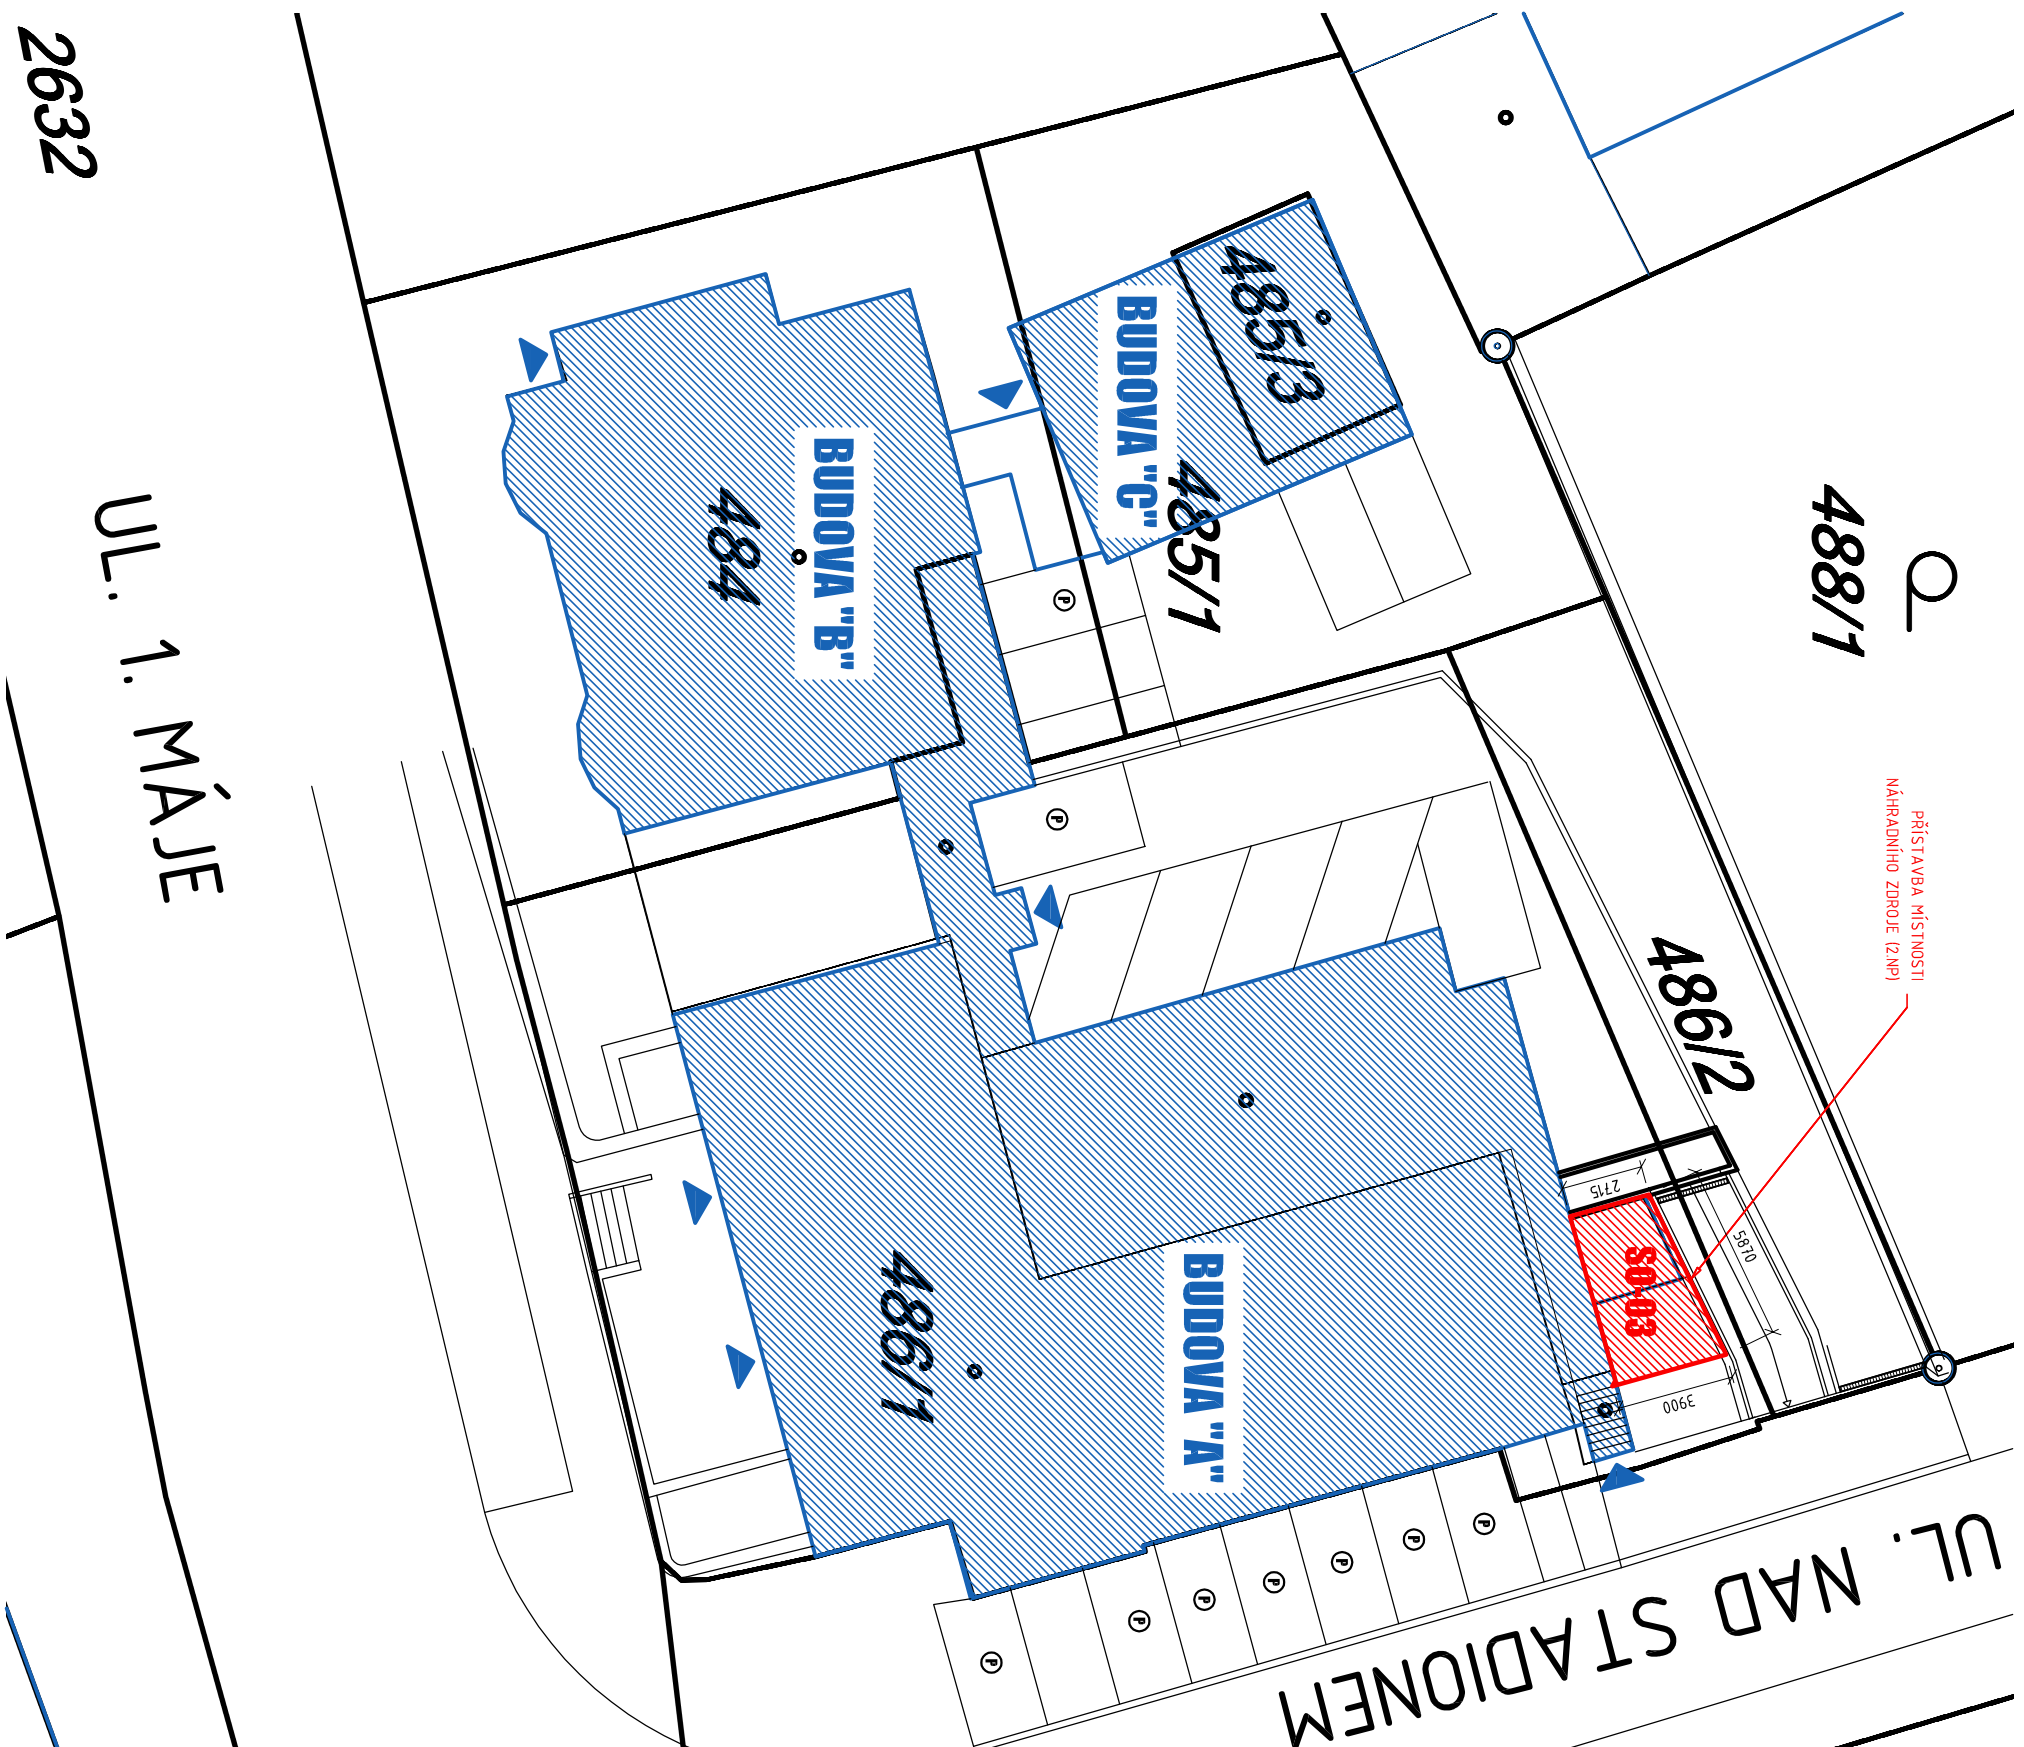 2632
UL. 1. MÁJE
485/3
BUDOVA "C"
485/1
BUDOVA "B"
484
488/1
PŘÍSTAVBA MÍSTNOSTI
NÁHRADNÍHO ZDROJE (2.NP)
486/2
2715
5870
SO-03
3900
BUDOVA "A"
486/1
P
P
P
P
P
P
P
P
P
UL. NAD STADIONEM